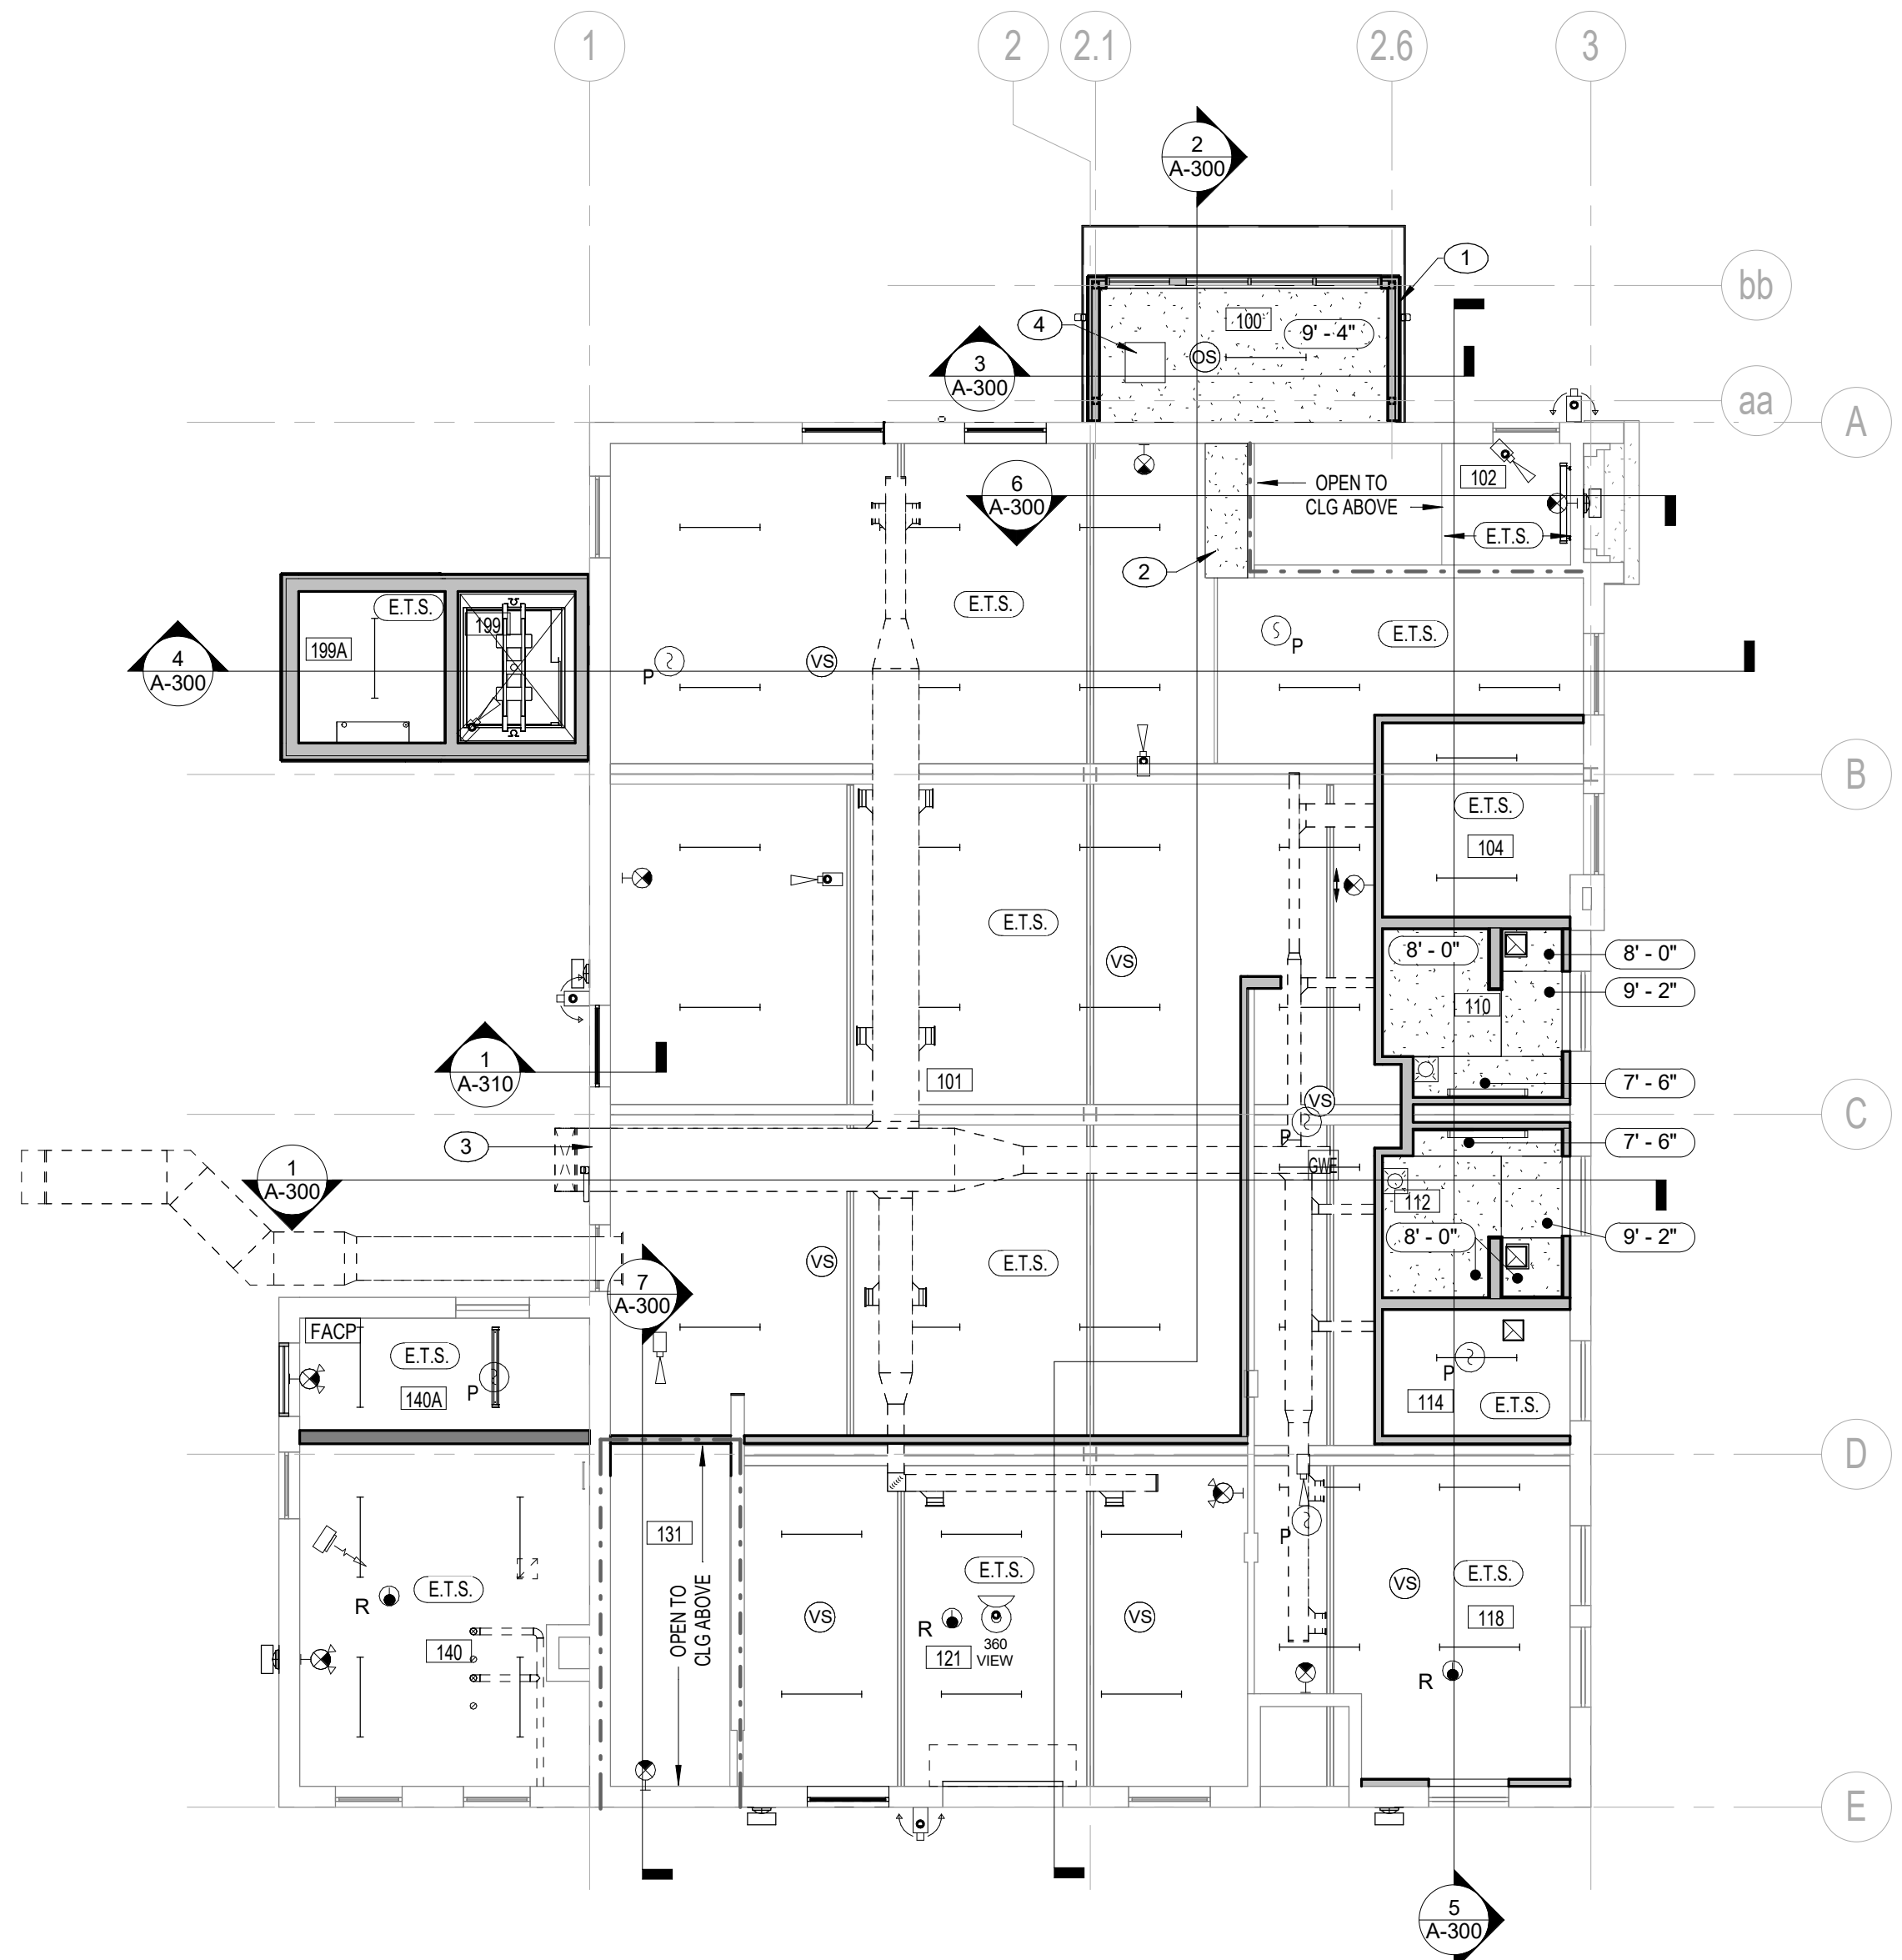 1
2
2.1
2.6
3
2
A-300
1
bb
100
4
9' - 4"
OS
3
A-300
aa
A
6
A-300
OPEN TO
CLG ABOVE
102
E.T.S.
2
E.T.S.
199
E.T.S.
199A
4
A-300
P
VS
P
E.T.S.
B
E.T.S.
104
E.T.S.
VS
8' - 0"
8' - 0"
9' - 2"
110
1
A-310
101
7' - 6"
VS
P
C
3
7' - 6"
GWE
1
A-300
112
8' - 0"
9' - 2"
VS
E.T.S.
7
A-300
FACP
E.T.S.
140A
P
P
114
E.T.S.
D
131
P
E.T.S.
R
OPEN TO
CLG ABOVE
VS
E.T.S.
R
121
360
VIEW
VS
VS
E.T.S.
118
R
140
E
5
A-300